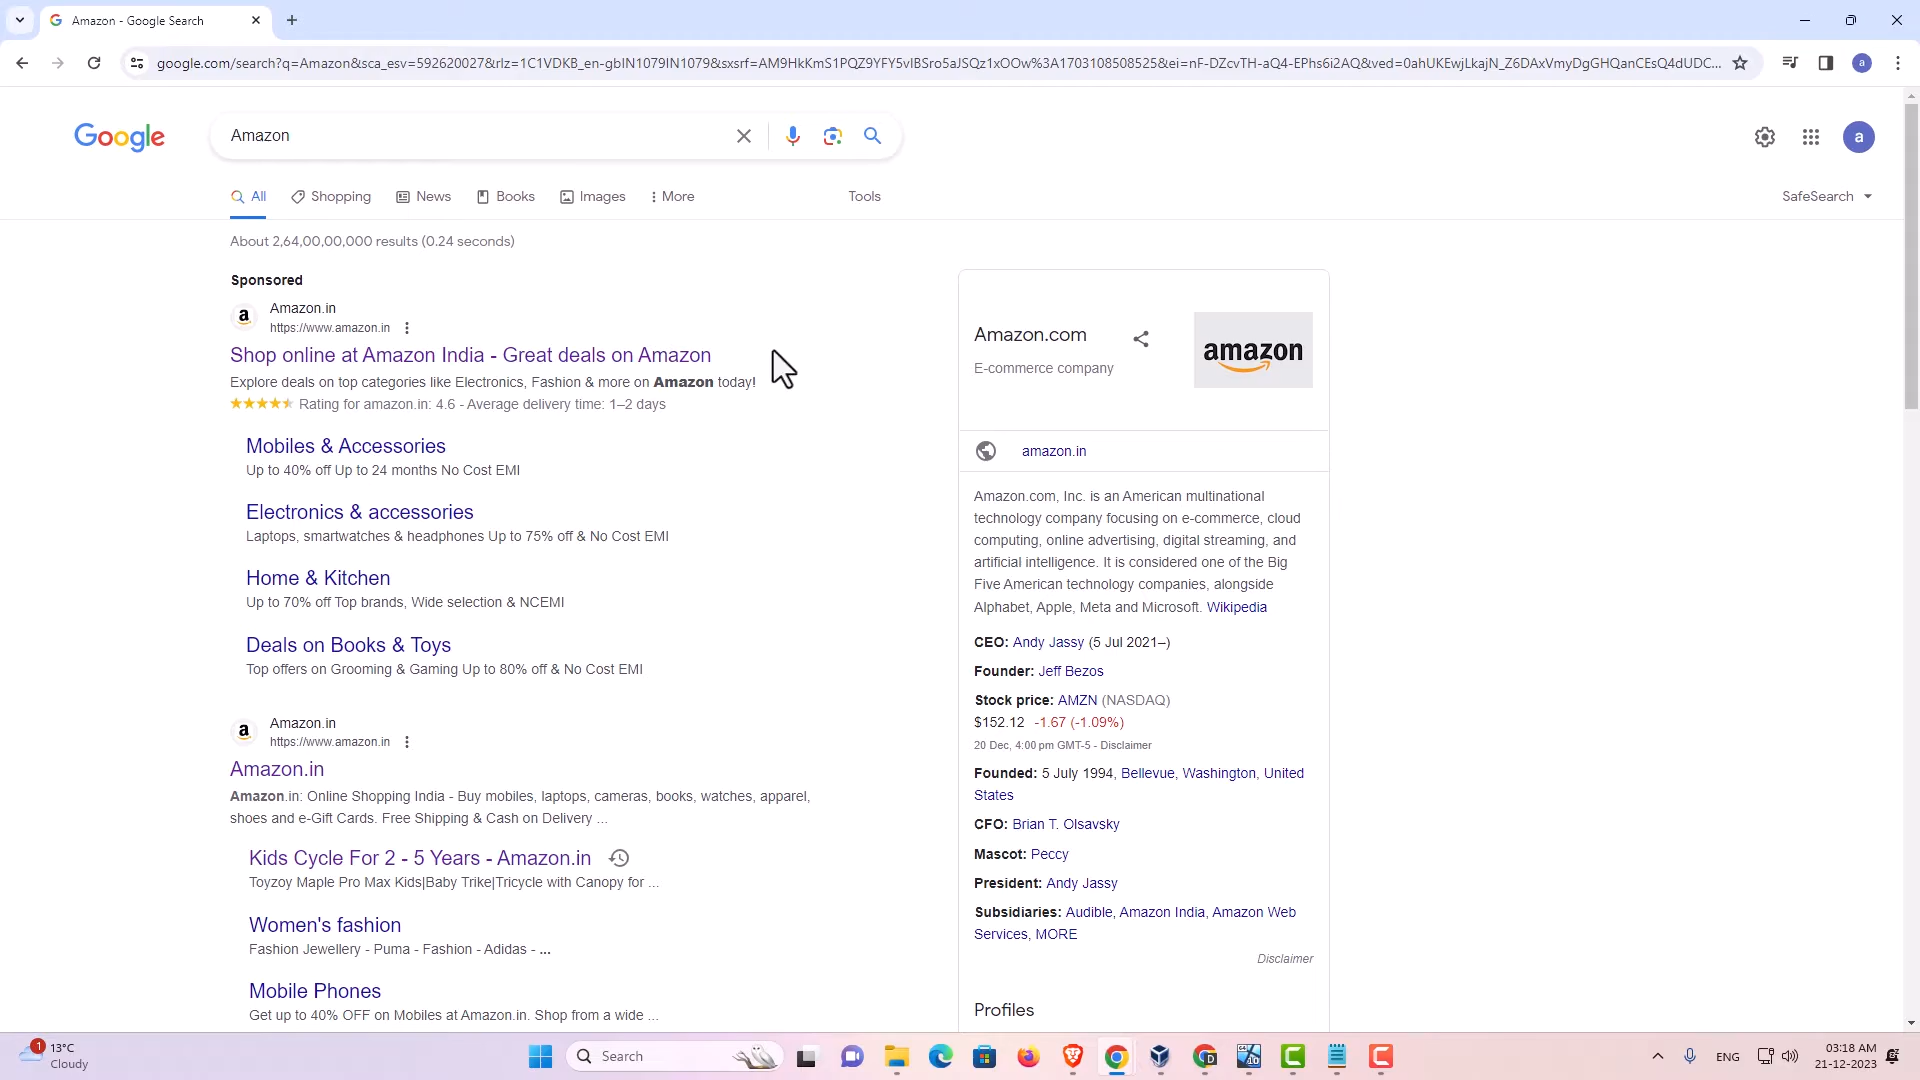 Amazon - Google Search
google.com/search?q=Amazon&sca_esv=592620027&rlz=1C1VDKB_en-gbIN1079IN1079&sxsrf=AM9HkKmS1PQZ9YFY5vIBSro5aJSQz1xOOw%3A1703108508525&ei=nF-DZcvTH-aQ4-EPhs6i2AQ&ved=0ahUKEwjLkajN_Z6DAxVmyDgGHQanCEsQ4dUDC...
a
Google
Amazon
a
All
Shopping
News
Books
Images
More
Tools
SafeSearch
About 2,64,00,00,000 results (0.24 seconds)
Sponsored
a
Amazon.in
https://www.amazon.in
Shop online at Amazon India - Great deals on Amazon
Explore deals on top categories like Electronics, Fashion & more on Amazon today!
Rating for amazon.in: 4.6 - Average delivery time: 1–2 days
Mobiles & Accessories
Up to 40% off Up to 24 months No Cost EMI
Electronics & accessories
Laptops, smartwatches & headphones Up to 75% off & No Cost EMI
Home & Kitchen
Up to 70% off Top brands, Wide selection & NCEMI
Deals on Books & Toys
Top offers on Grooming & Gaming Up to 80% off & No Cost EMI
a
Amazon.in
https://www.amazon.in
Amazon.in
Amazon.in: Online Shopping India - Buy mobiles, laptops, cameras, books, watches, apparel,
shoes and e-Gift Cards. Free Shipping & Cash on Delivery ...
Kids Cycle For 2 - 5 Years - Amazon.in
Toyzoy Maple Pro Max Kids|Baby Trike|Tricycle with Canopy for ...
Women's fashion
Fashion Jewellery - Puma - Fashion - Adidas - ...
Mobile Phones
Get up to 40% OFF on Mobiles at Amazon.in. Shop from a wide ...
Amazon.com
E-commerce company
amazon
amazon.in
Amazon.com, Inc. is an American multinational
technology company focusing on e-commerce, cloud
computing, online advertising, digital streaming, and
artificial intelligence. It is considered one of the Big
Five American technology companies, alongside
Alphabet, Apple, Meta and Microsoft. Wikipedia
CEO: Andy Jassy (5 Jul 2021–)
Founder: Jeff Bezos
Stock price: AMZN (NASDAQ)
$152.12 -1.67 (-1.09%)
20 Dec, 4:00 pm GMT-5 - Disclaimer
Founded: 5 July 1994, Bellevue, Washington, United
States
CFO: Brian T. Olsavsky
Mascot: Peccy
President: Andy Jassy
Subsidiaries: Audible, Amazon India, Amazon Web
Services, MORE
Disclaimer
Profiles
1
13°C
Cloudy
Search
D
64
10
C
C
ENG
03:18 AM
21-12-2023